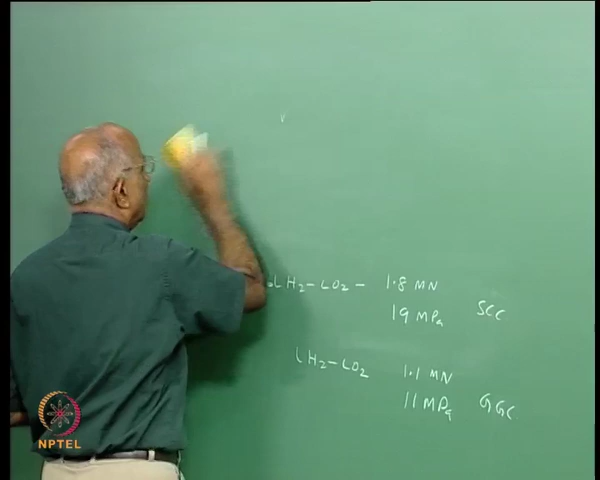 LH2-LO2 - 1.8 MN
19 MPa SCC
LH2-LO2 1.1 MN
11 MPa GGC
NPTEL